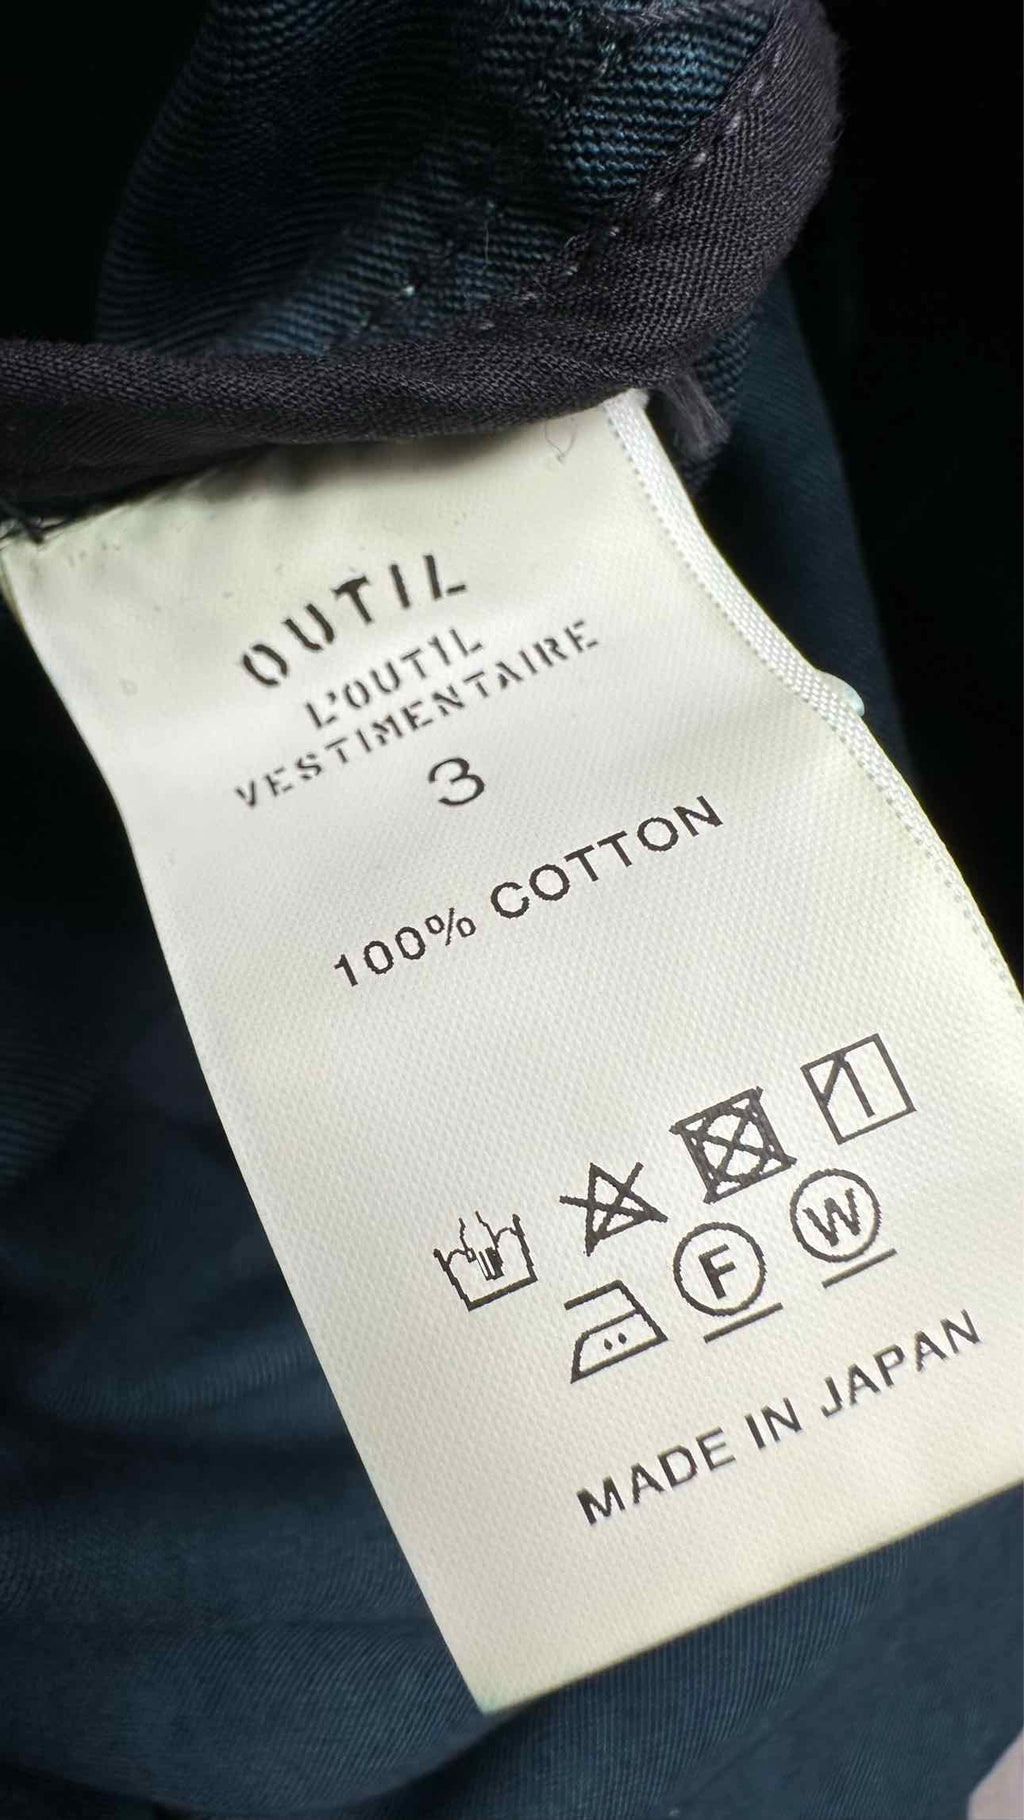 OUTIL
L'OUTIL
VESTIMENTAIRE
3
100% COTTON
F W
MADE IN JAPAN